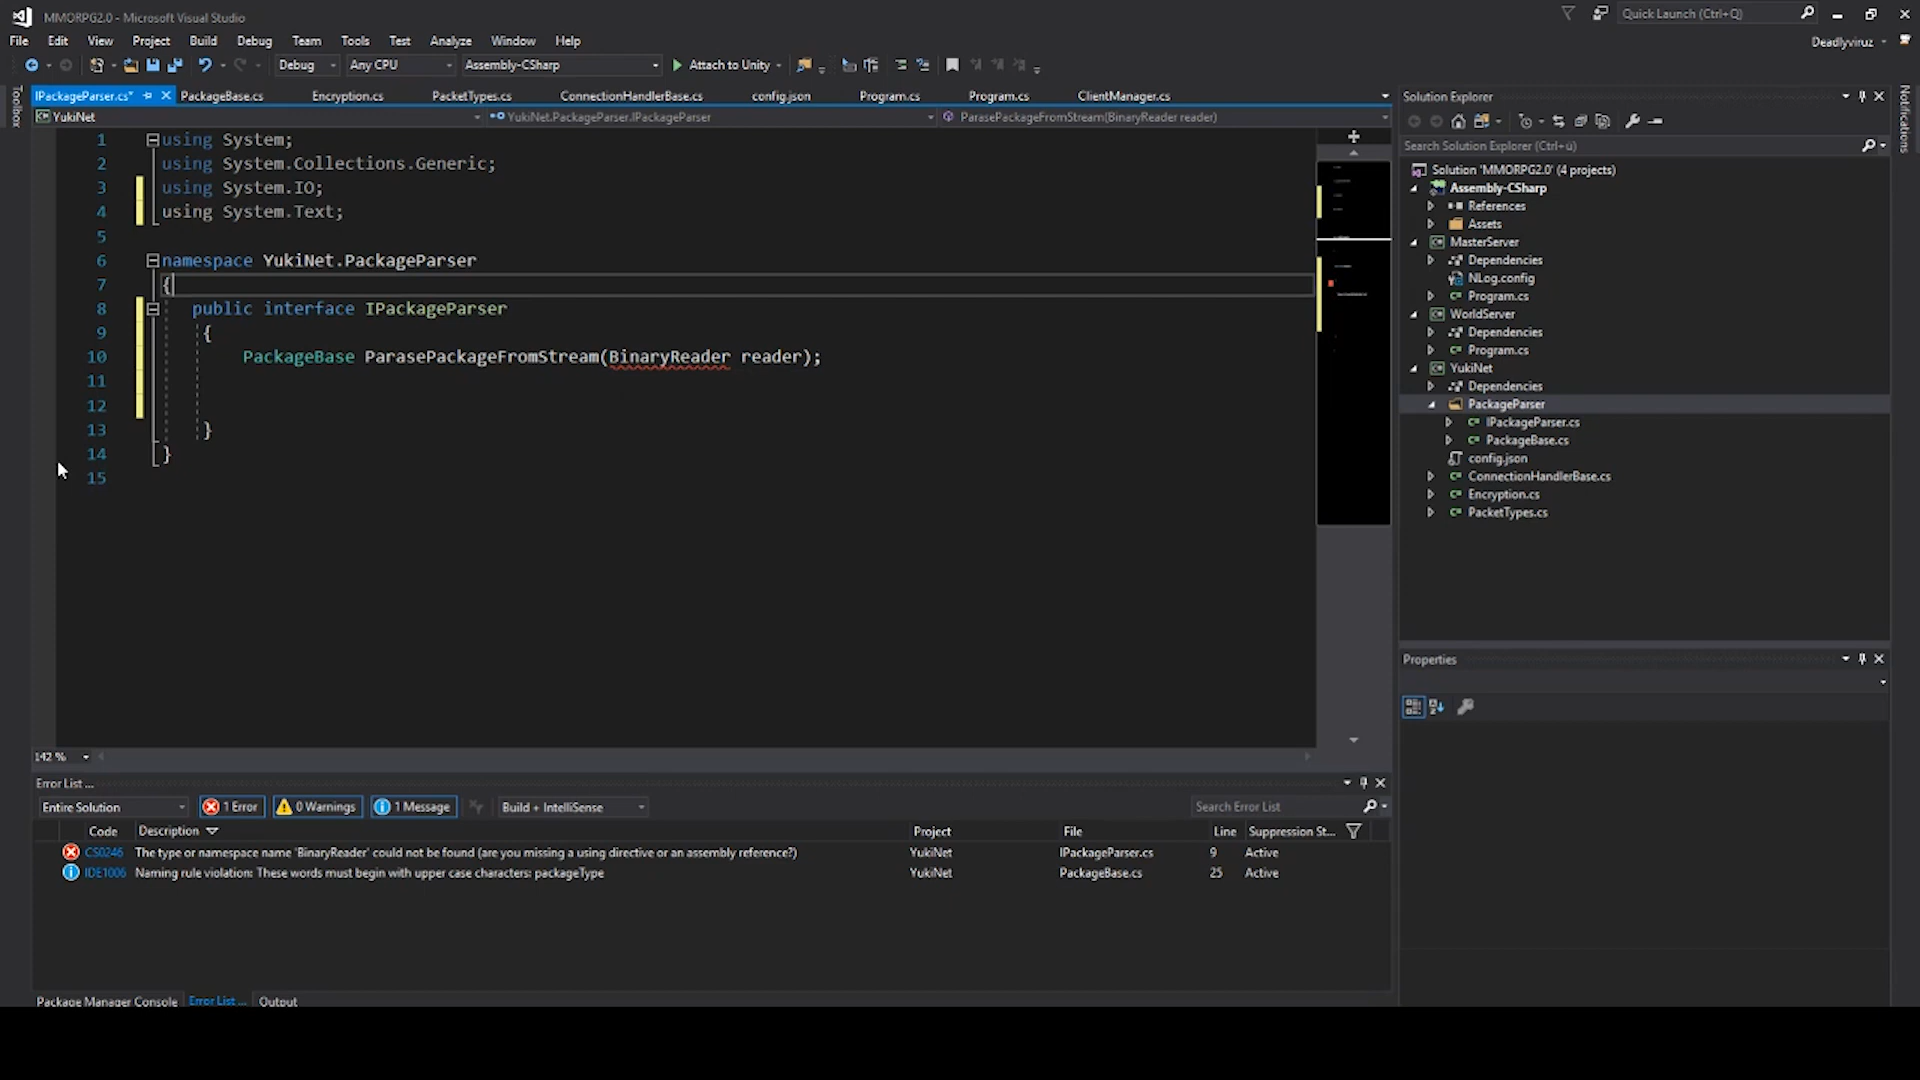 MMORPG2.0 - Microsoft Visual Studio
Quick Launch (Ctrl+Q)
File Edit View Project Build Debug Team Tools Test Analyze Window Help
Deadlyviruz
Debug Any CPU Assembly-CSharp Attach to Unity
Toolbox
IPackageParser.cs* PackageBase.cs Encryption.cs PacketTypes.cs ConnectionHandlerBase.cs config.json Program.cs Program.cs ClientManager.cs
YukiNet YukiNet.PackageParser.IPackageParser ParasePackageFromStream(BinaryReader reader)
1 using System;
2 using System.Collections.Generic;
3 using System.IO;
4 using System.Text;
5
6 namespace YukiNet.PackageParser
7 {
8 public interface IPackageParser
9 {
10 PackageBase ParasePackageFromStream(BinaryReader reader);
11
12
13 }
14 }
15
142 %
Solution Explorer
Search Solution Explorer (Ctrl+ü)
Solution 'MMORPG2.0' (4 projects)
Assembly-CSharp
References
Assets
MasterServer
Dependencies
NLog.config
Program.cs
WorldServer
Dependencies
Program.cs
YukiNet
Dependencies
PackageParser
IPackageParser.cs
PackageBase.cs
config.json
ConnectionHandlerBase.cs
Encryption.cs
PacketTypes.cs
Notifications
Properties
Error List ...
Entire Solution 1 Error 0 Warnings 1 Message Build + IntelliSense Search Error List
Code Description Project File Line Suppression St...
CS0246 The type or namespace name 'BinaryReader' could not be found (are you missing a using directive or an assembly reference?) YukiNet IPackageParser.cs 9 Active
IDE1006 Naming rule violation: These words must begin with upper case characters: packageType YukiNet PackageBase.cs 25 Active
Package Manager Console Error List ... Output